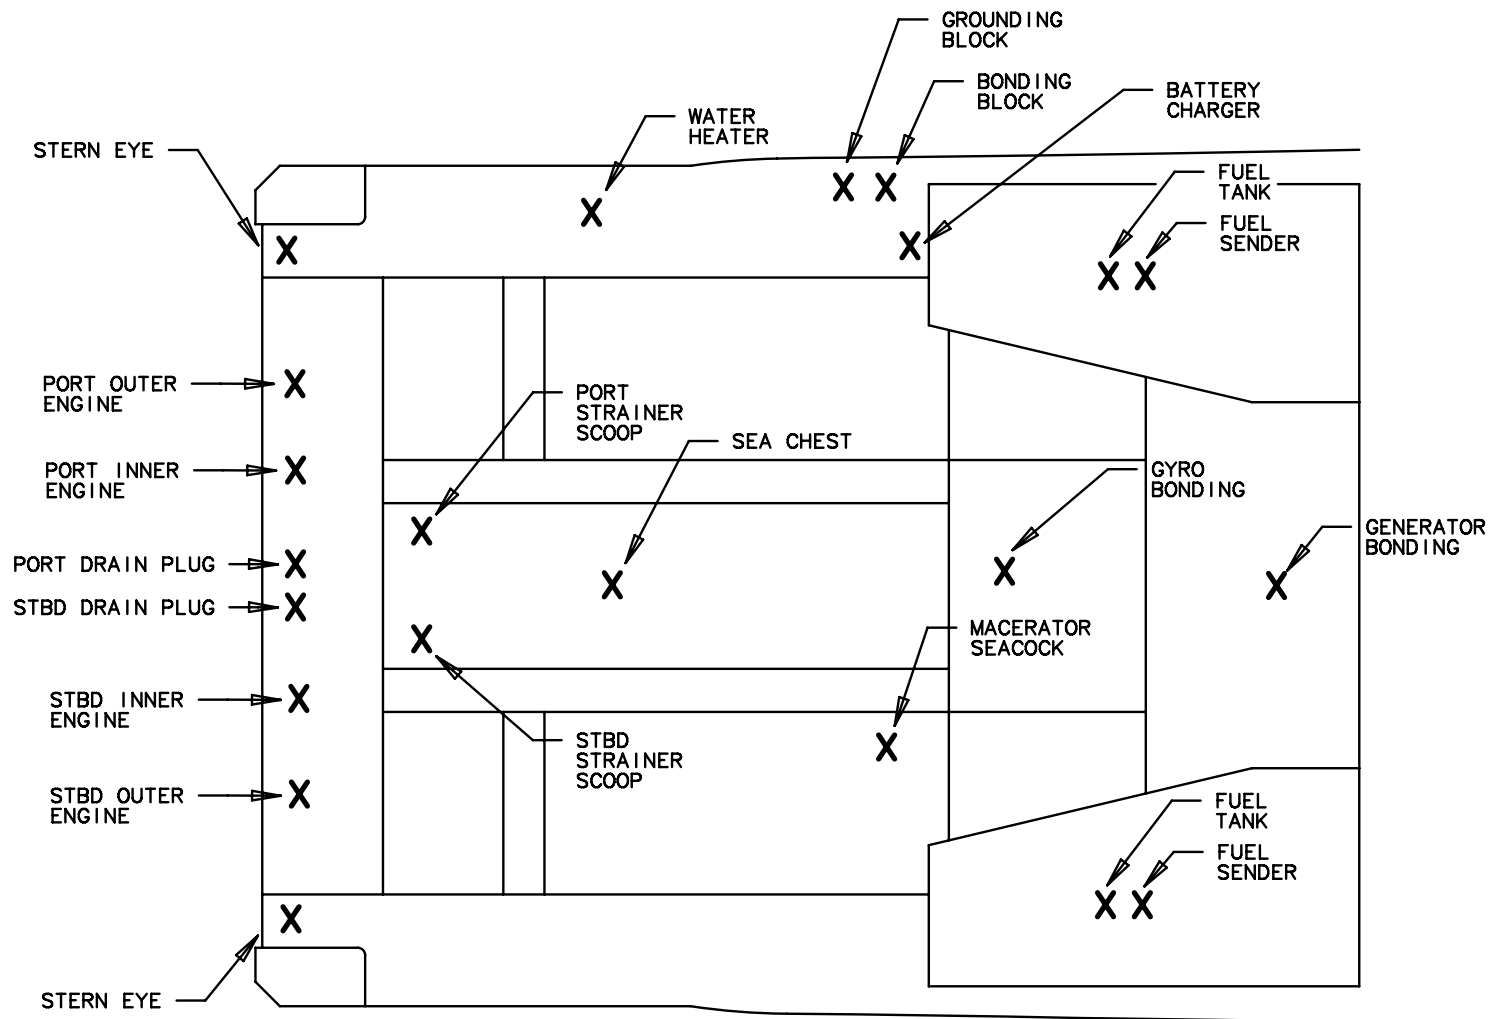 GROUNDING
BLOCK
BONDING
BLOCK
BATTERY
CHARGER
WATER
HEATER
STERN EYE
FUEL
TANK
FUEL
SENDER
PORT OUTER
ENGINE
PORT
STRAINER
SCOOP
SEA CHEST
PORT INNER
ENGINE
GYRO
BONDING
GENERATOR
BONDING
PORT DRAIN PLUG
STBD DRAIN PLUG
MACERATOR
SEACOCK
STBD INNER
ENGINE
STBD
STRAINER
SCOOP
STBD OUTER
ENGINE
FUEL
TANK
FUEL
SENDER
STERN EYE